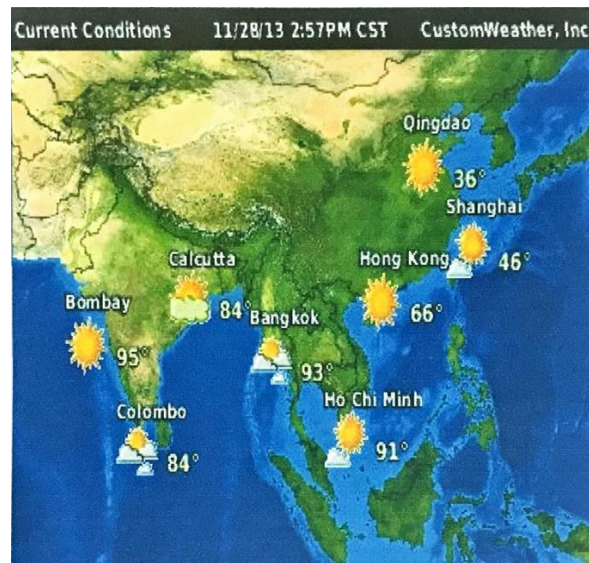 Current Conditions 11/28/13 2:57PM CST CustomWeather, Inc
Qingdao
36°
Shanghai
46°
Calcutta
84°
Hong Kong
66°
Bombay
95°
Bangkok
93°
Colombo
84°
Ho Chi Minh
91°